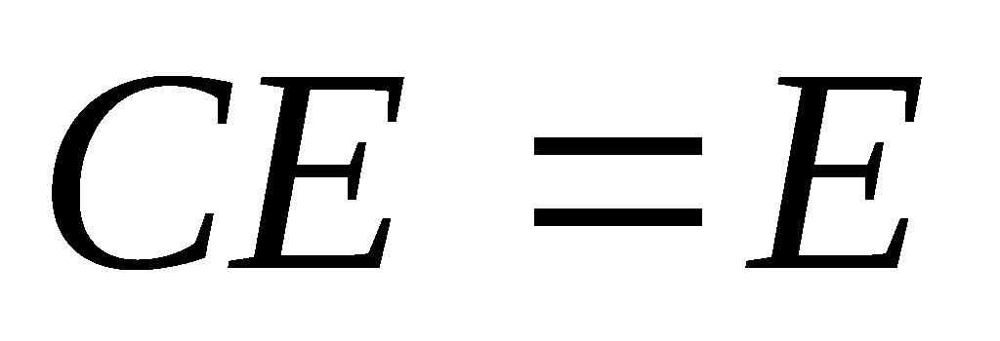 CE = E